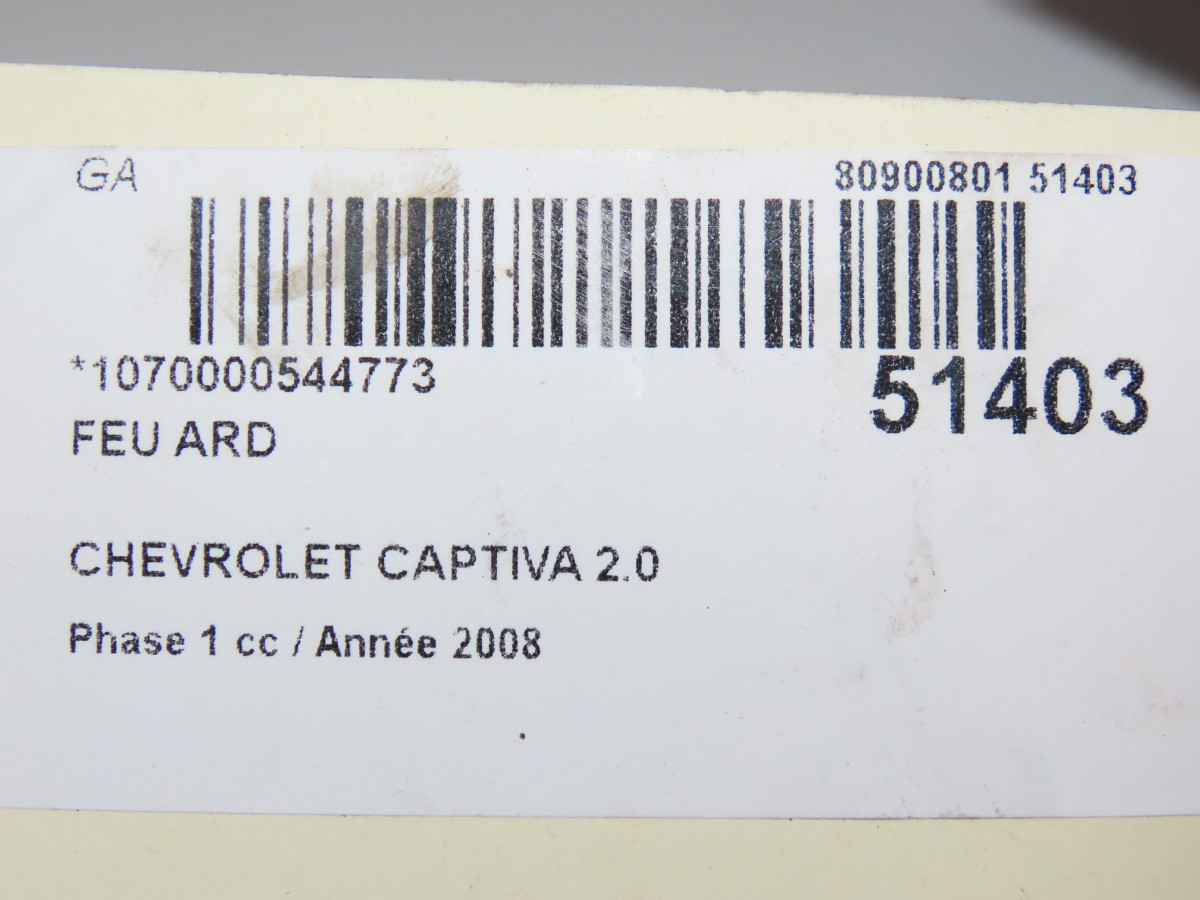 GA 80900801 51403
*1070000544773 51403
FEU ARD
CHEVROLET CAPTIVA 2.0
Phase 1 cc / Année 2008